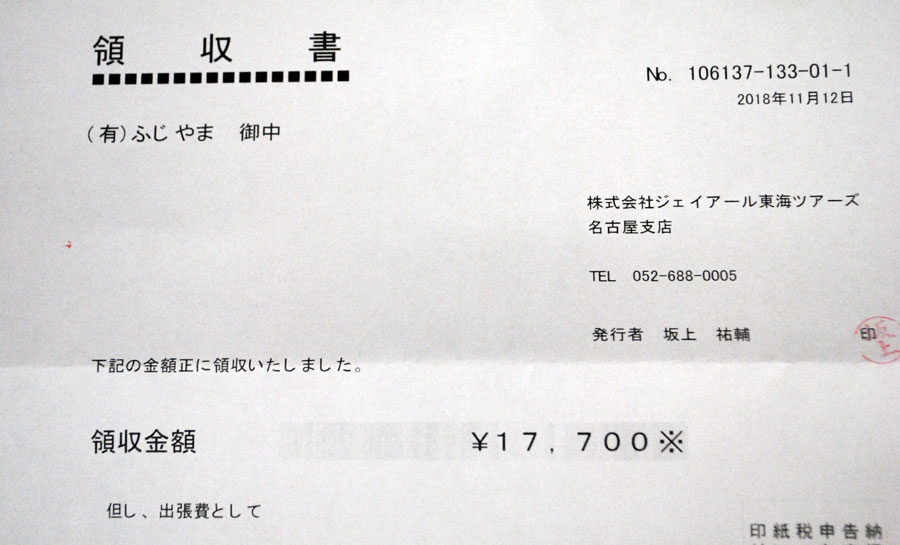 領収書
No. 106137-133-01-1
2018年11月12日
(有)ふじやま 御中
株式会社ジェイアール東海ツアーズ
名古屋支店
TEL 052-688-0005
発行者 坂上 祐輔 印
坂上
下記の金額正に領収いたしました。
領収金額 ¥17,700※
但し、出張費として
印紙税申告納